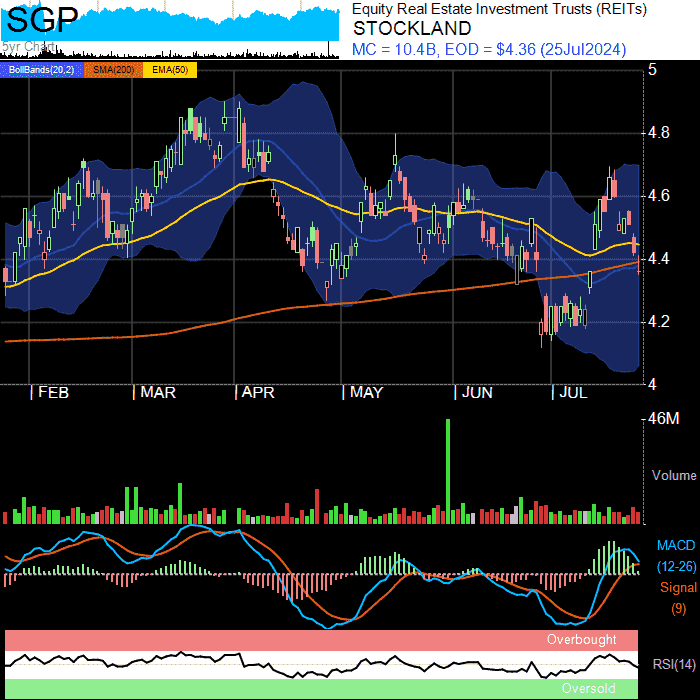 SGP
5yr Chart
Equity Real Estate Investment Trusts (REITs)
STOCKLAND
MC = 10.4B, EOD = $4.36 (25Jul2024)
BollBands(20,2) SMA(200) EMA(50)
5
4.8
4.6
4.4
4.2
4
FEB MAR APR MAY JUN JUL
46M
Volume
MACD
(12-26)
Signal
(9)
Overbought
RSI(14)
Oversold